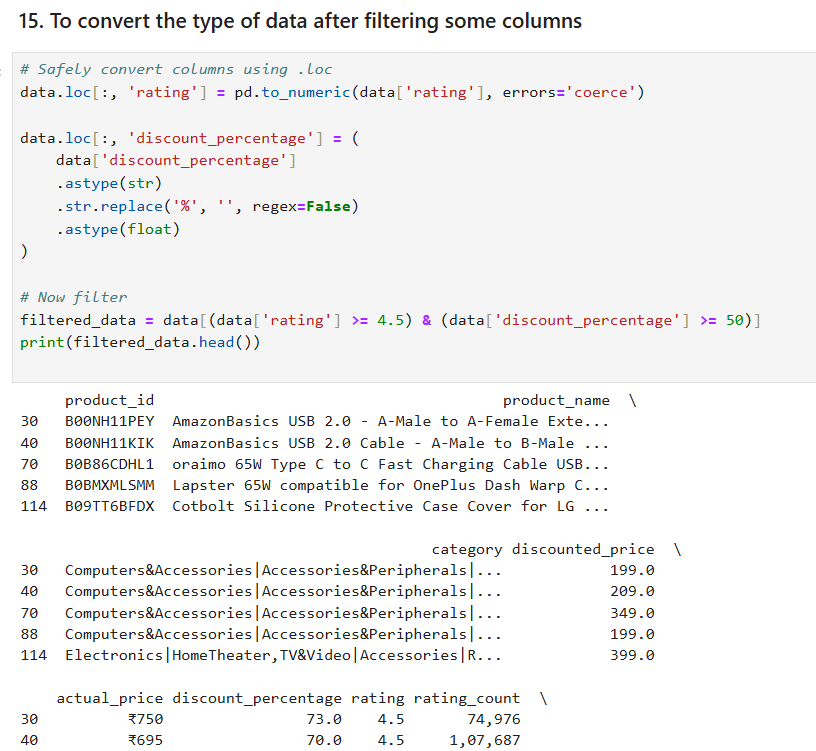 15. To convert the type of data after filtering some columns
# Safely convert columns using .loc
data.loc[:, 'rating'] = pd.to_numeric(data['rating'], errors='coerce')
data.loc[:, 'discount_percentage'] = (
    data['discount_percentage']
    .astype(str)
    .str.replace('%', '', regex=False)
    .astype(float)
)
# Now filter
filtered_data = data[(data['rating'] >= 4.5) & (data['discount_percentage'] >= 50)]
print(filtered_data.head())
     product_id                                       product_name  \
30   B00NH11PEY  AmazonBasics USB 2.0 - A-Male to A-Female Exte...
40   B00NH11KIK  AmazonBasics USB 2.0 Cable - A-Male to B-Male ...
70   B0B86CDHL1  oraimo 65W Type C to C Fast Charging Cable USB...
88   B0BMXMLSMM  Lapster 65W compatible for OnePlus Dash Warp C...
114  B09TT6BFDX  Cotbolt Silicone Protective Case Cover for LG ...
                                              category discounted_price  \
30   Computers&Accessories|Accessories&Peripherals|...            199.0
40   Computers&Accessories|Accessories&Peripherals|...            209.0
70   Computers&Accessories|Accessories&Peripherals|...            349.0
88   Computers&Accessories|Accessories&Peripherals|...            199.0
114  Electronics|HomeTheater,TV&Video|Accessories|R...            399.0
    actual_price discount_percentage rating rating_count  \
30          ₹750                73.0    4.5       74,976
40          ₹695                70.0    4.5     1,07,687